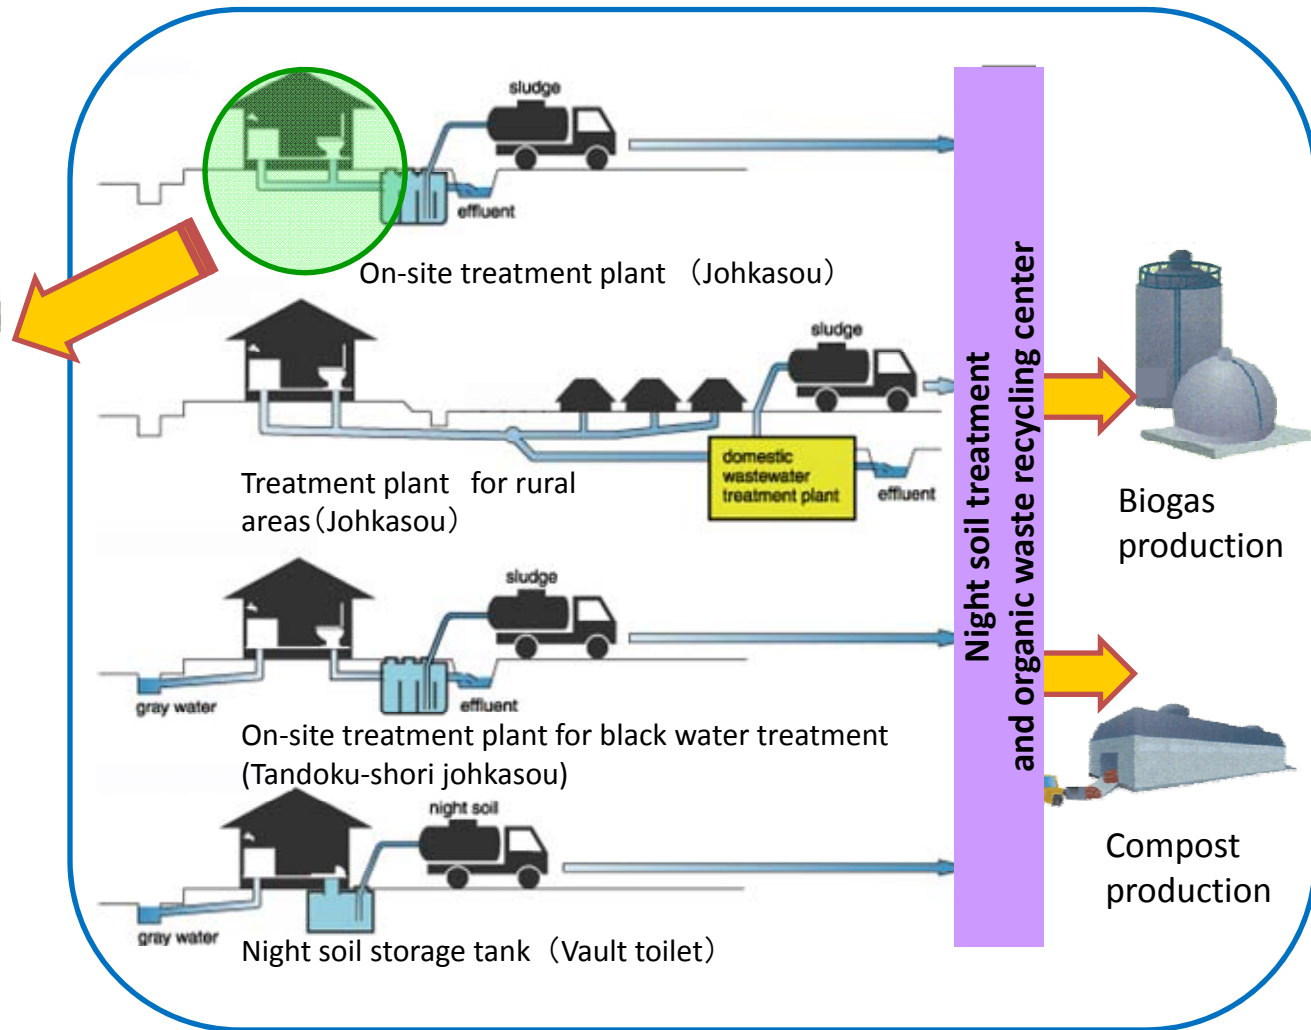 sludge
effluent
On-site treatment plant （Johkasou）
sludge
domestic
wastewater
treatment plant
effluent
Treatment plant for rural
areas（Johkasou）
sludge
gray water
effluent
On-site treatment plant for black water treatment
(Tandoku-shori johkasou)
night soil
gray water
Night soil storage tank （Vault toilet）
Night soil treatment
and organic waste recycling center
Biogas
production
Compost
production